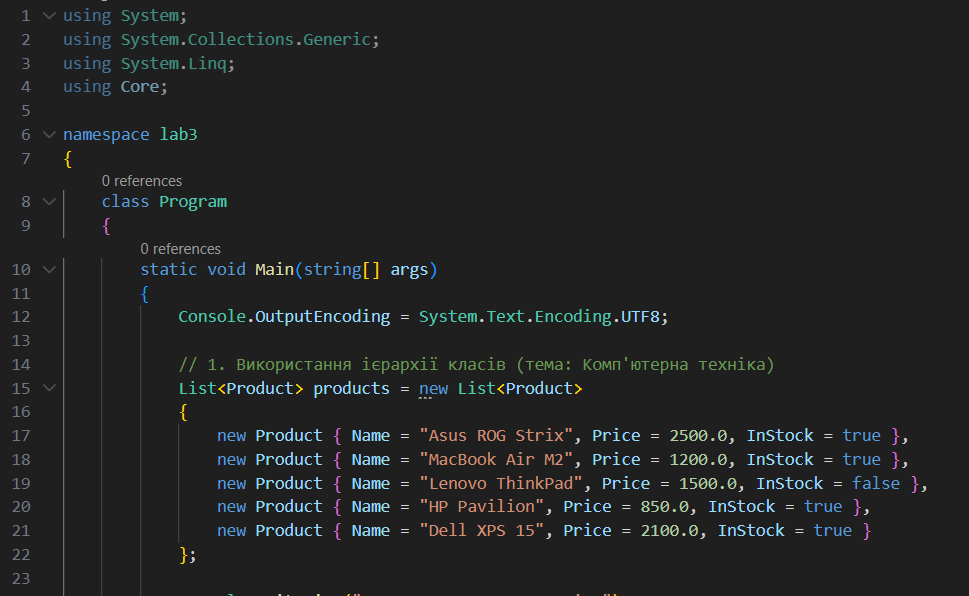 1 using System;
2 using System.Collections.Generic;
3 using System.Linq;
4 using Core;
5
6 namespace lab3
7 {
0 references
8 class Program
9 {
0 references
10 static void Main(string[] args)
11 {
12 Console.OutputEncoding = System.Text.Encoding.UTF8;
13
14 // 1. Використання ієрархії класів (тема: Комп'ютерна техніка)
15 List<Product> products = new List<Product>
16 {
17 new Product { Name = "Asus ROG Strix", Price = 2500.0, InStock = true },
18 new Product { Name = "MacBook Air M2", Price = 1200.0, InStock = true },
19 new Product { Name = "Lenovo ThinkPad", Price = 1500.0, InStock = false },
20 new Product { Name = "HP Pavilion", Price = 850.0, InStock = true },
21 new Product { Name = "Dell XPS 15", Price = 2100.0, InStock = true }
22 };
23